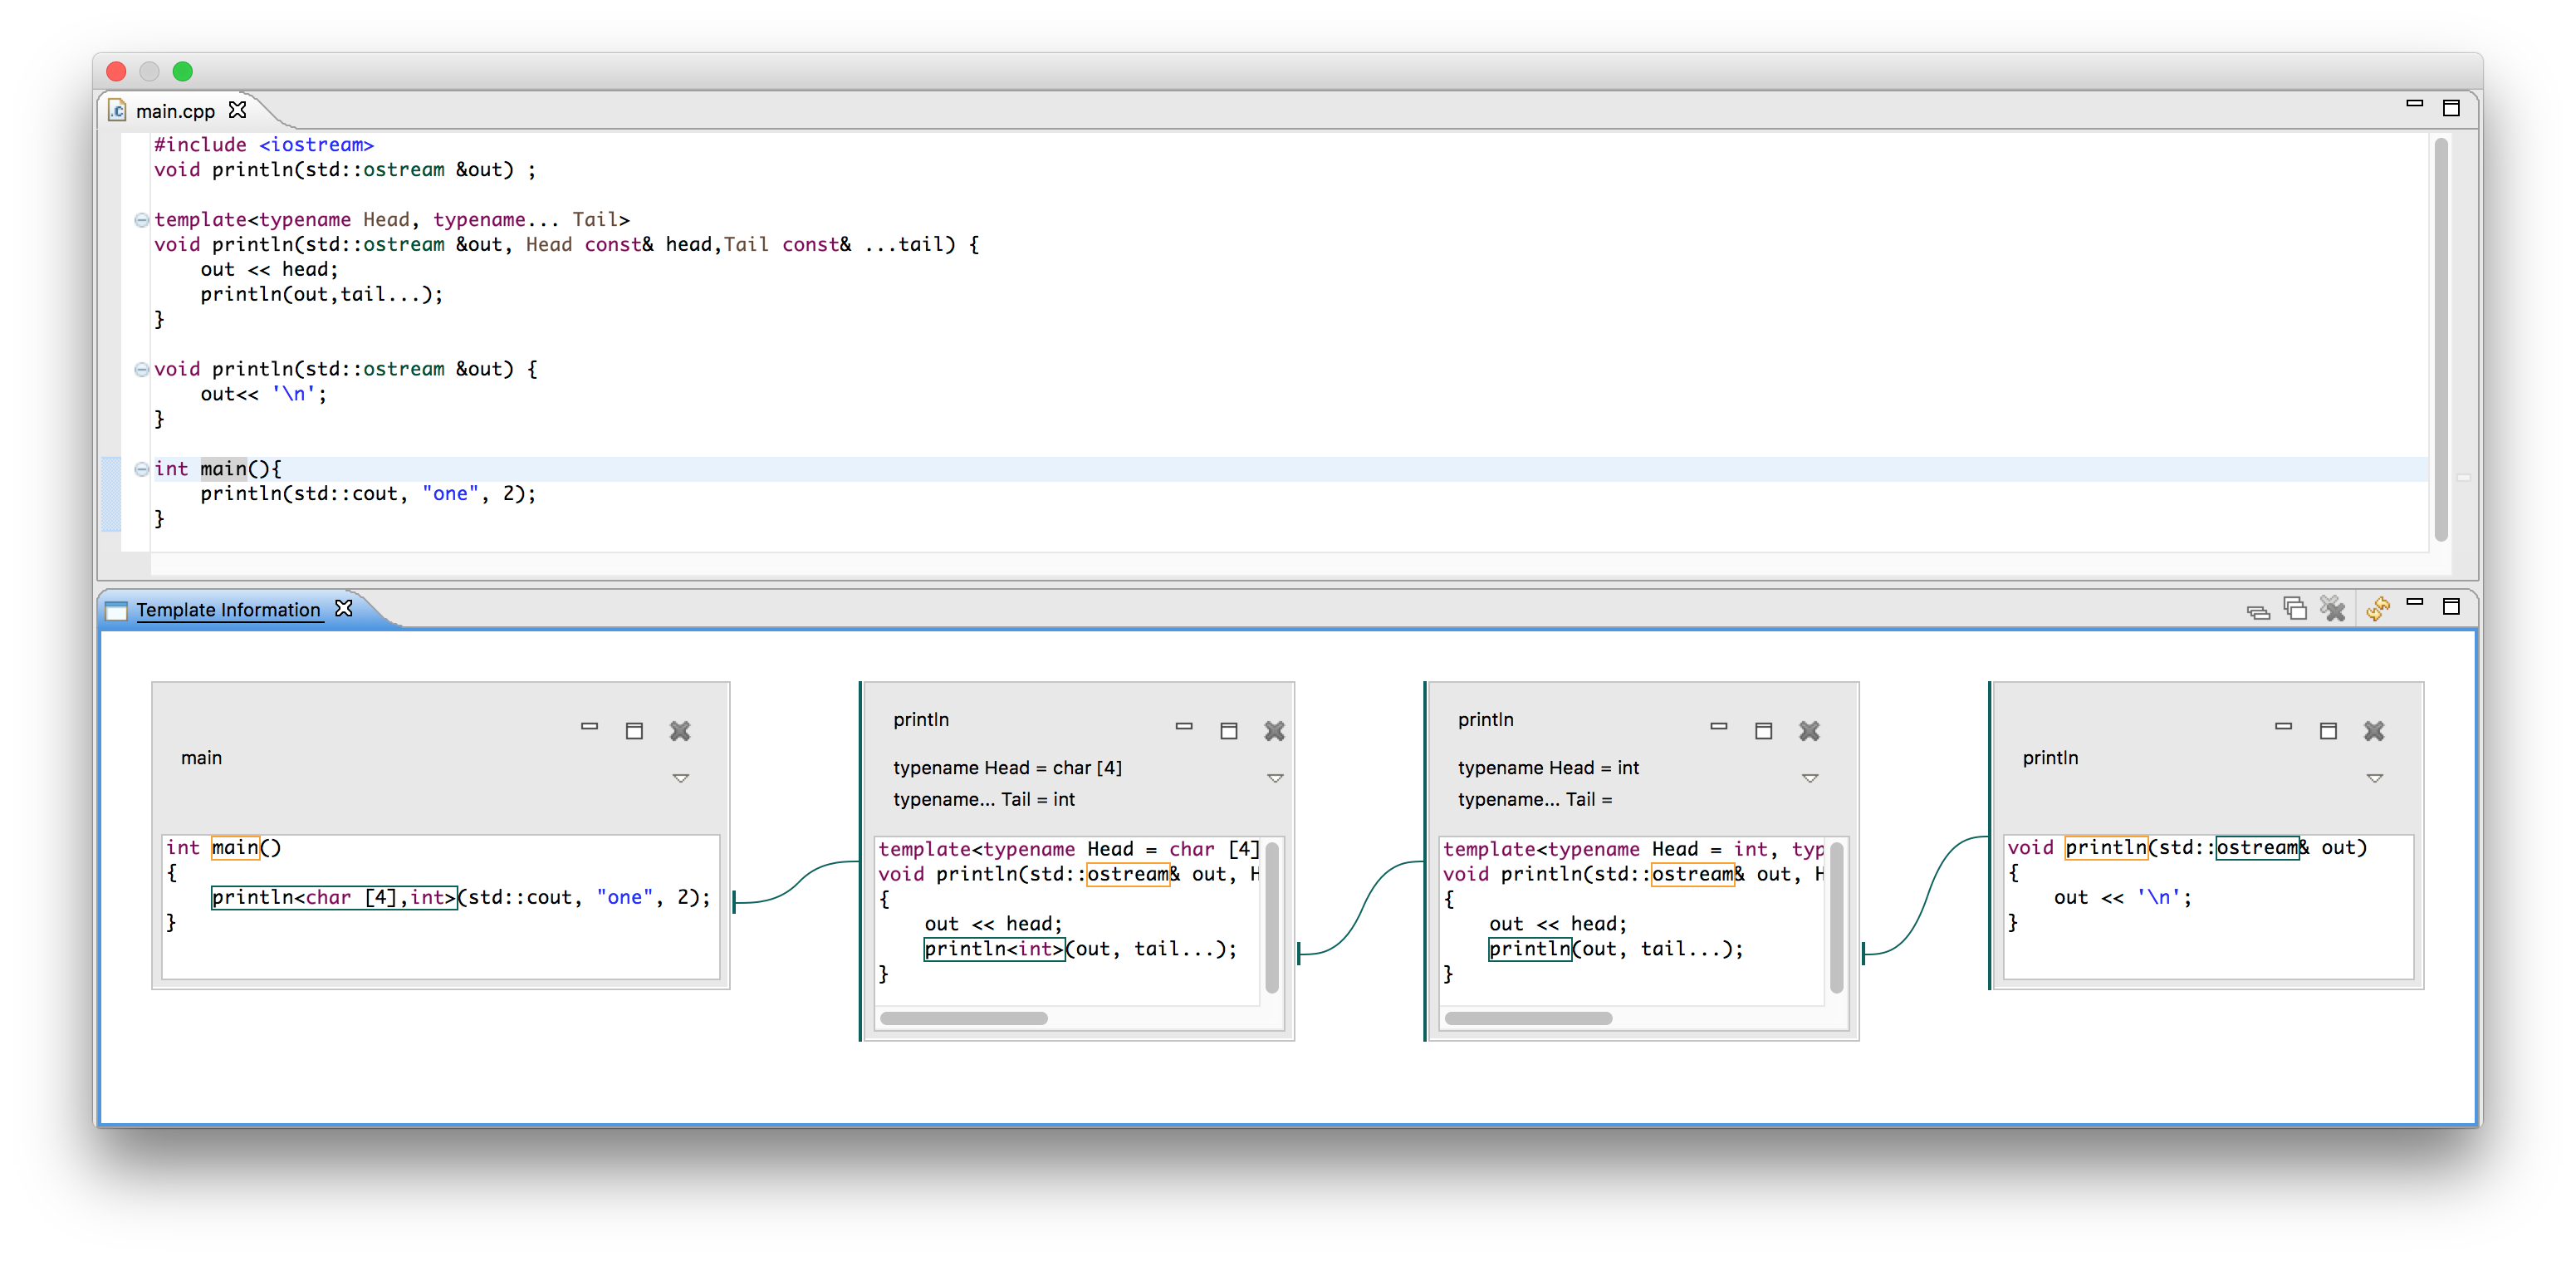 main.cpp
#include <iostream>
void println(std::ostream &out) ;
template<typename Head, typename... Tail>
void println(std::ostream &out, Head const& head,Tail const& ...tail) {
    out << head;
    println(out,tail...);
}
void println(std::ostream &out) {
    out<< '\n';
}
int main(){
    println(std::cout, "one", 2);
}
Template Information
main
int main()
{
    println<char [4],int>(std::cout, "one", 2);
}
println
typename Head = char [4]
typename... Tail = int
template<typename Head = char [4]
void println(std::ostream& out, H
{
    out << head;
    println<int>(out, tail...);
}
println
typename Head = int
typename... Tail =
template<typename Head = int, typ
void println(std::ostream& out, H
{
    out << head;
    println(out, tail...);
}
println
void println(std::ostream& out)
{
    out << '\n';
}